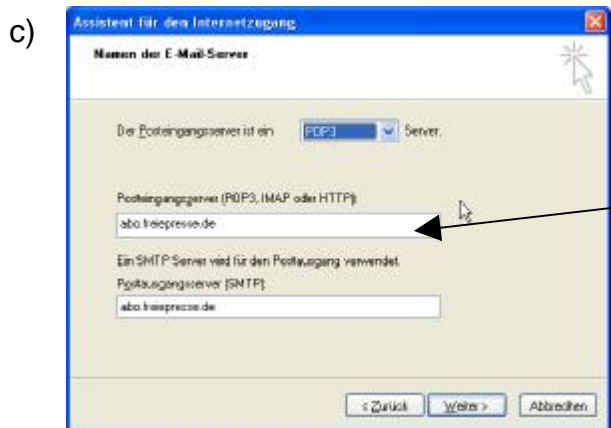 c)
Assistent für den Internetzugang
Namen der E-Mail-Server
Der Posteingangsserver ist ein POP3 Server.
Posteingangsserver (POP3, IMAP oder HTTP):
abo.freiepresse.de
Ein SMTP-Server wird für den Postausgang verwendet.
Postausgangsserver (SMTP):
abo.freiepresse.de
< Zurück Weiter > Abbrechen